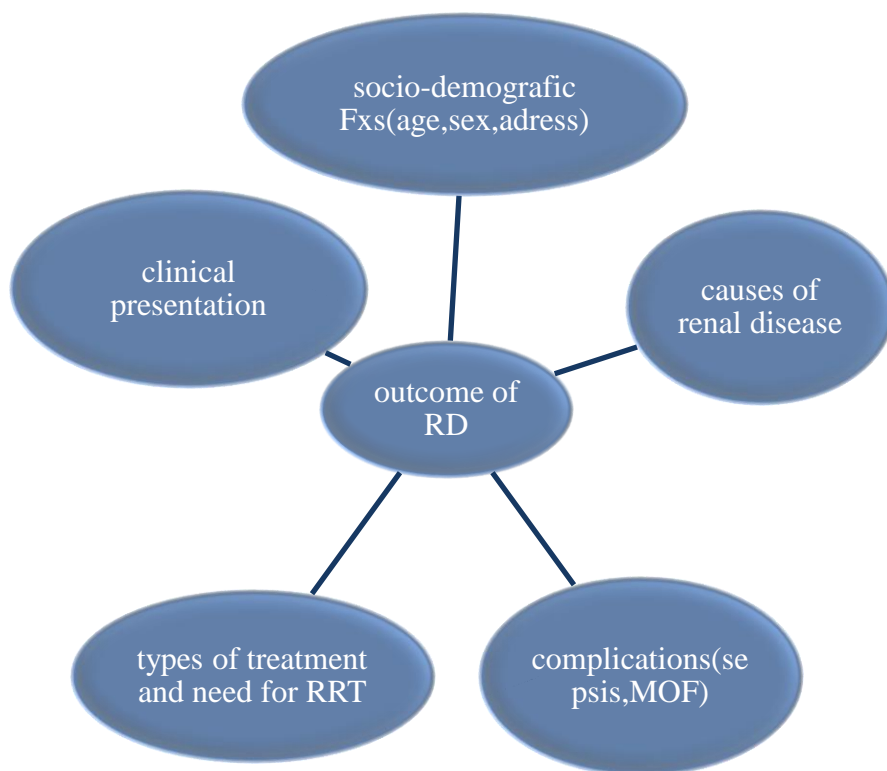 socio-demografic
Fxs(age,sex,adress)
clinical
presentation
causes of
renal disease
outcome of
RD
types of treatment
and need for RRT
complications(se
psis,MOF)